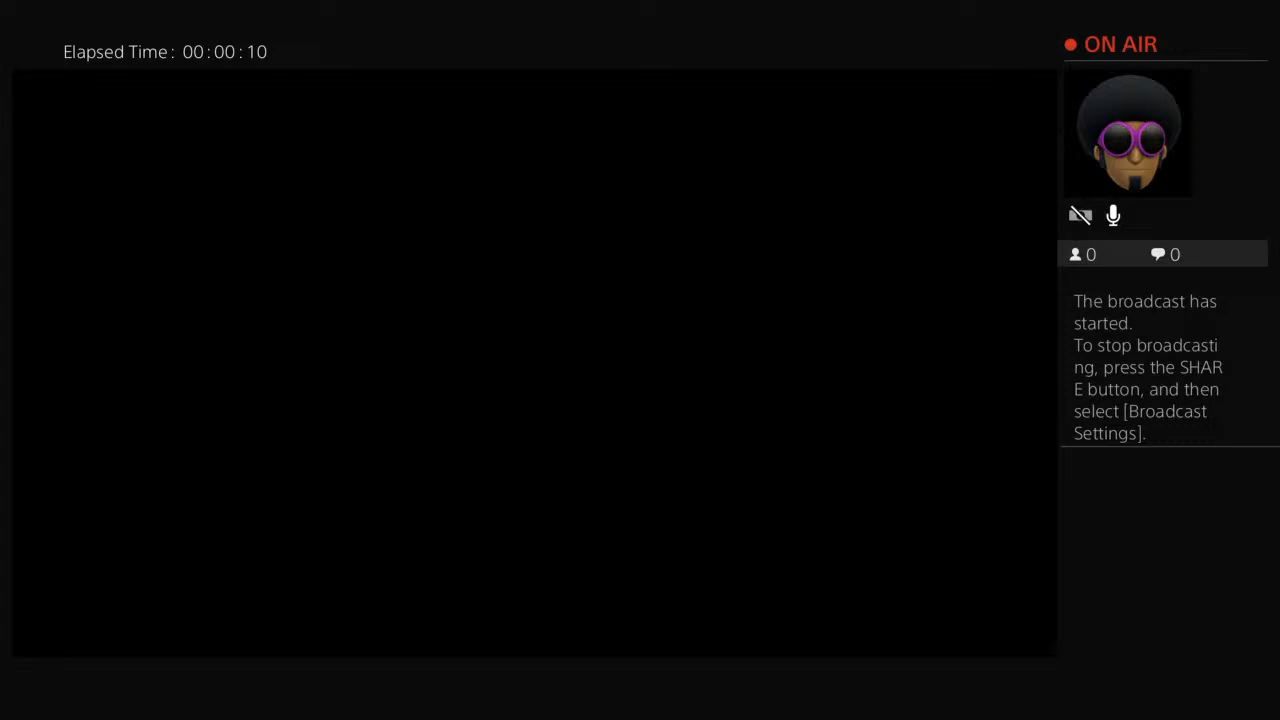 Elapsed Time: 00:00:10
ON AIR
0 0
The broadcast has
started.
To stop broadcasti
ng, press the SHAR
E button, and then
select [Broadcast
Settings].